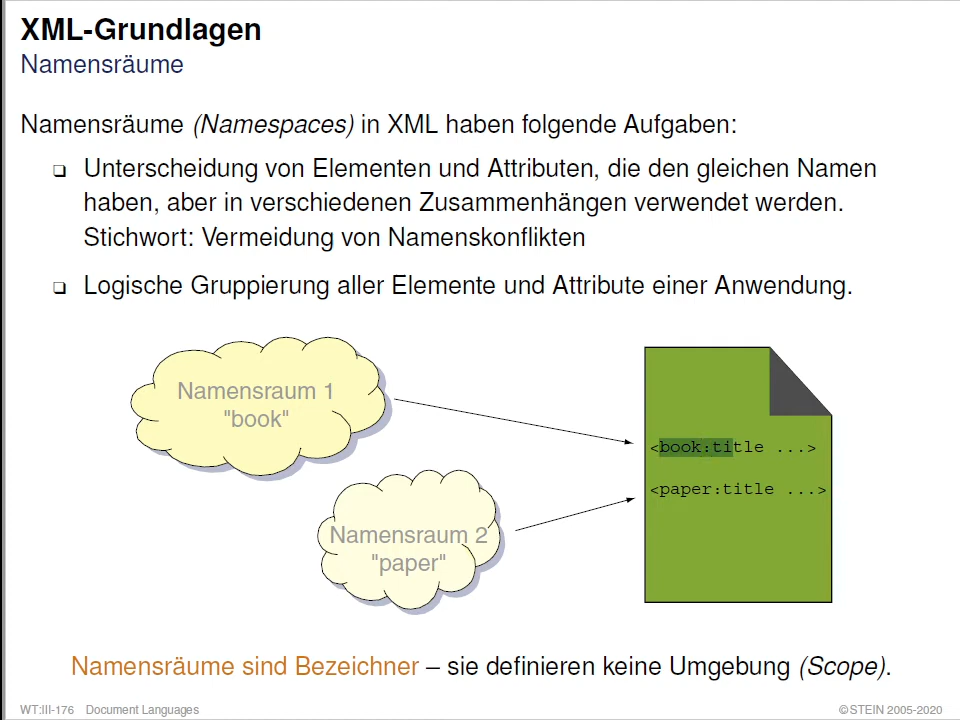 XML-Grundlagen
Namensräume
Namensräume (Namespaces) in XML haben folgende Aufgaben:
❑ Unterscheidung von Elementen und Attributen, die den gleichen Namen
haben, aber in verschiedenen Zusammenhängen verwendet werden.
Stichwort: Vermeidung von Namenskonflikten
❑ Logische Gruppierung aller Elemente und Attribute einer Anwendung.
Namensraum 1
"book"
<book:title ...>
<paper:title ...>
Namensraum 2
"paper"
Namensräume sind Bezeichner – sie definieren keine Umgebung (Scope).
WT:III-176 Document Languages ©STEIN 2005-2020